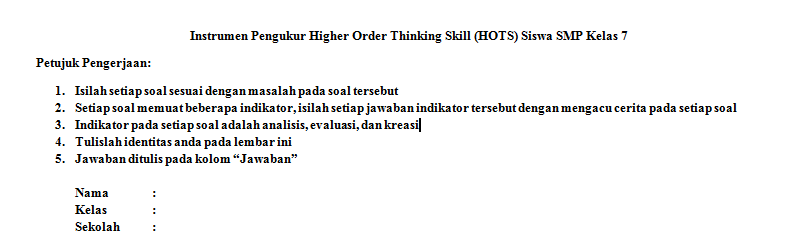 Instrumen Pengukur Higher Order Thinking Skill (HOTS) Siswa SMP Kelas 7
Petujuk Pengerjaan:
1. Isilah setiap soal sesuai dengan masalah pada soal tersebut
2. Setiap soal memuat beberapa indikator, isilah setiap jawaban indikator tersebut dengan mengacu cerita pada setiap soal
3. Indikator pada setiap soal adalah analisis, evaluasi, dan kreasi
4. Tulislah identitas anda pada lembar ini
5. Jawaban ditulis pada kolom “Jawaban”
Nama :
Kelas :
Sekolah :